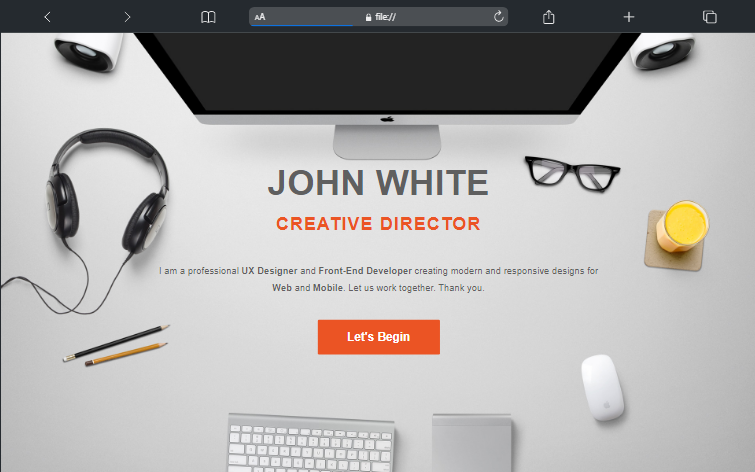 AA
file://
JOHN WHITE
CREATIVE DIRECTOR
I am a professional UX Designer and Front-End Developer creating modern and responsive designs for
Web and Mobile. Let us work together. Thank you.
Let's Begin